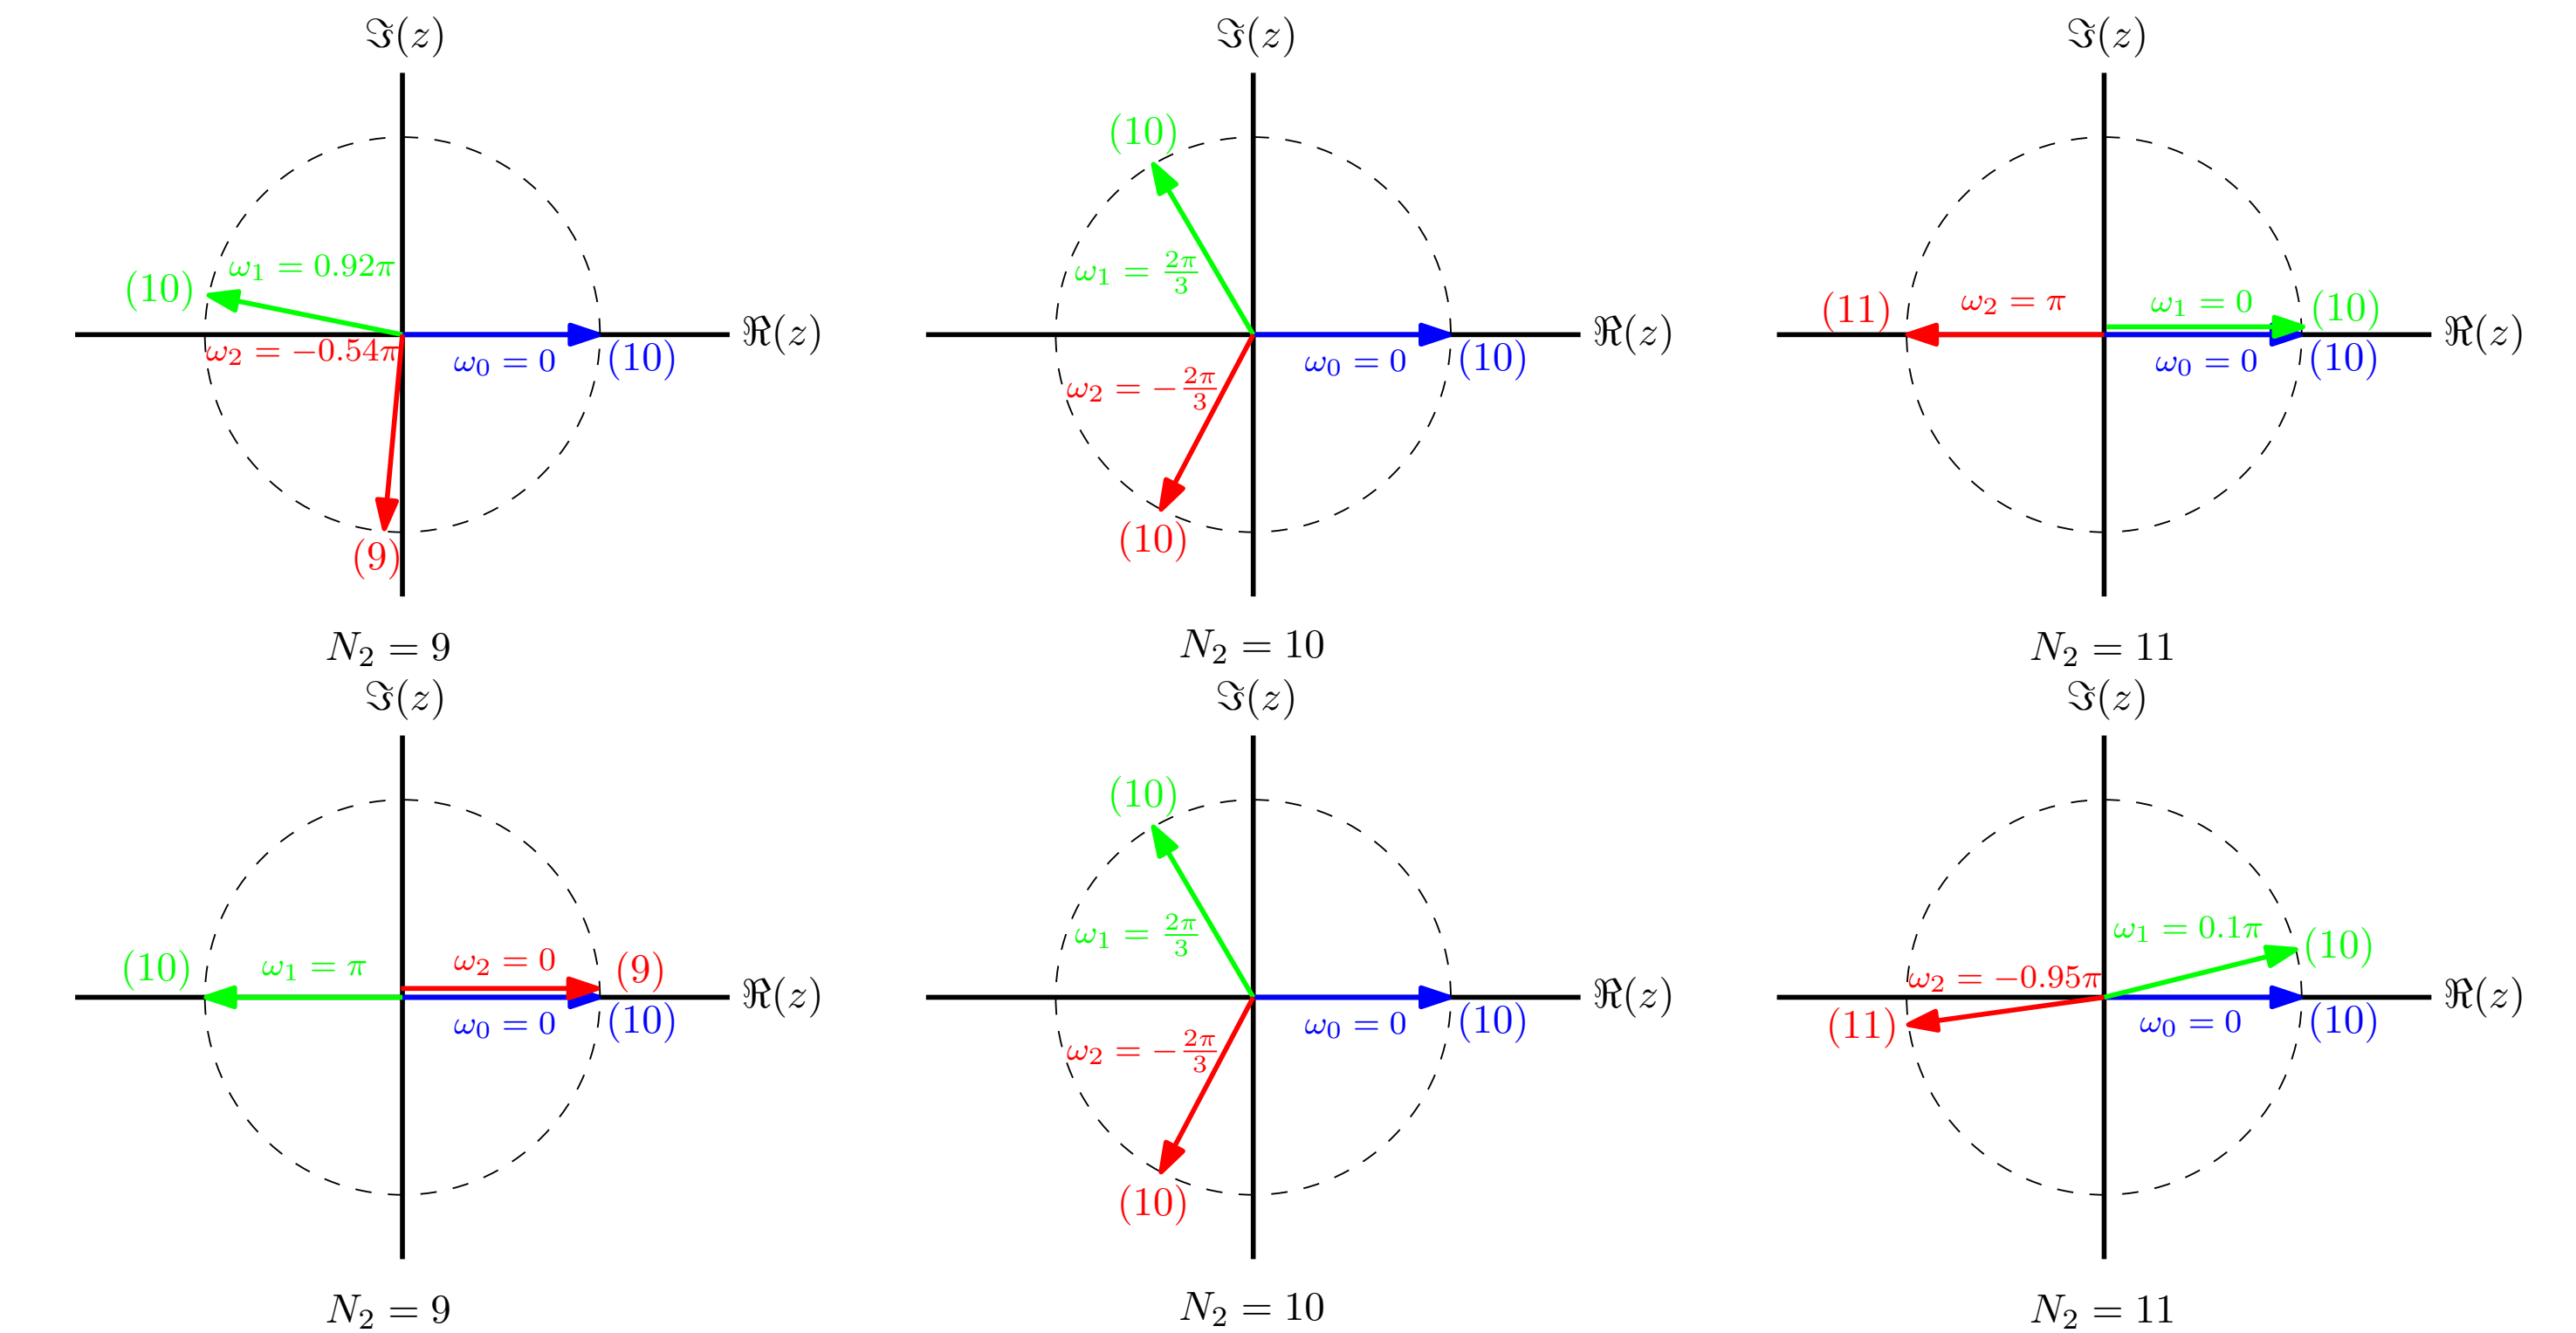 ℑ(z)
(10)
ω₁ = 0.92π
ω₂ = −0.54π
(9)
ω₀ = 0
(10)
ℜ(z)
N₂ = 9
ℑ(z)
(10)
ω₁ = 2π/3
ω₂ = −2π/3
(10)
ω₀ = 0
(10)
ℜ(z)
N₂ = 10
ℑ(z)
(11)
ω₂ = π
ω₁ = 0
(10)
ω₀ = 0
(10)
ℜ(z)
N₂ = 11
ℑ(z)
(10)
ω₁ = π
ω₂ = 0
(9)
ω₀ = 0
(10)
ℜ(z)
N₂ = 9
ℑ(z)
(10)
ω₁ = 2π/3
ω₂ = −2π/3
(10)
ω₀ = 0
(10)
ℜ(z)
N₂ = 10
ℑ(z)
ω₁ = 0.1π
(10)
ω₂ = −0.95π
(11)
ω₀ = 0
(10)
ℜ(z)
N₂ = 11